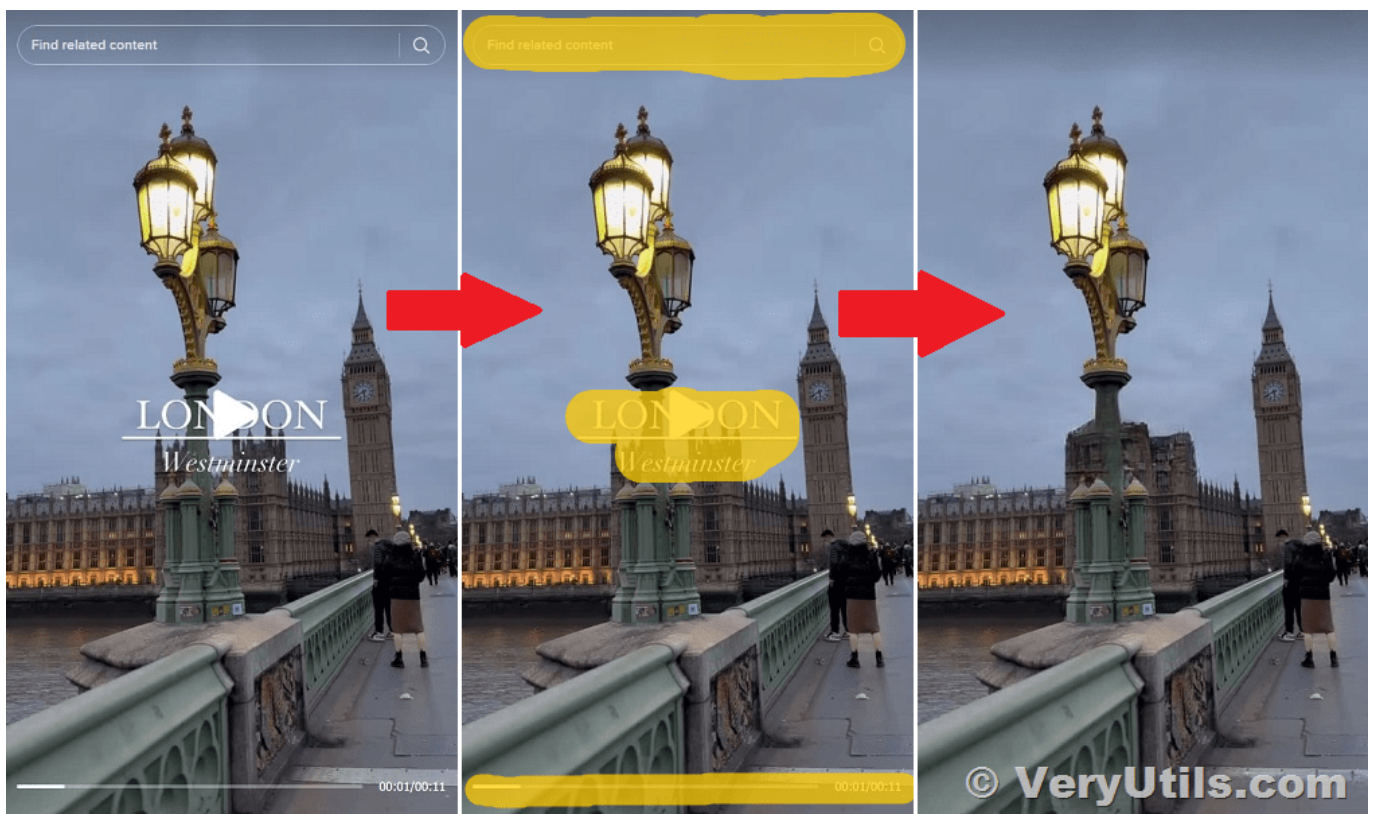 Find related content
LONDON
Westminster
00:01/00:11
Find related content
LONDON
Westminster
00:01/00:11
© VeryUtils.com